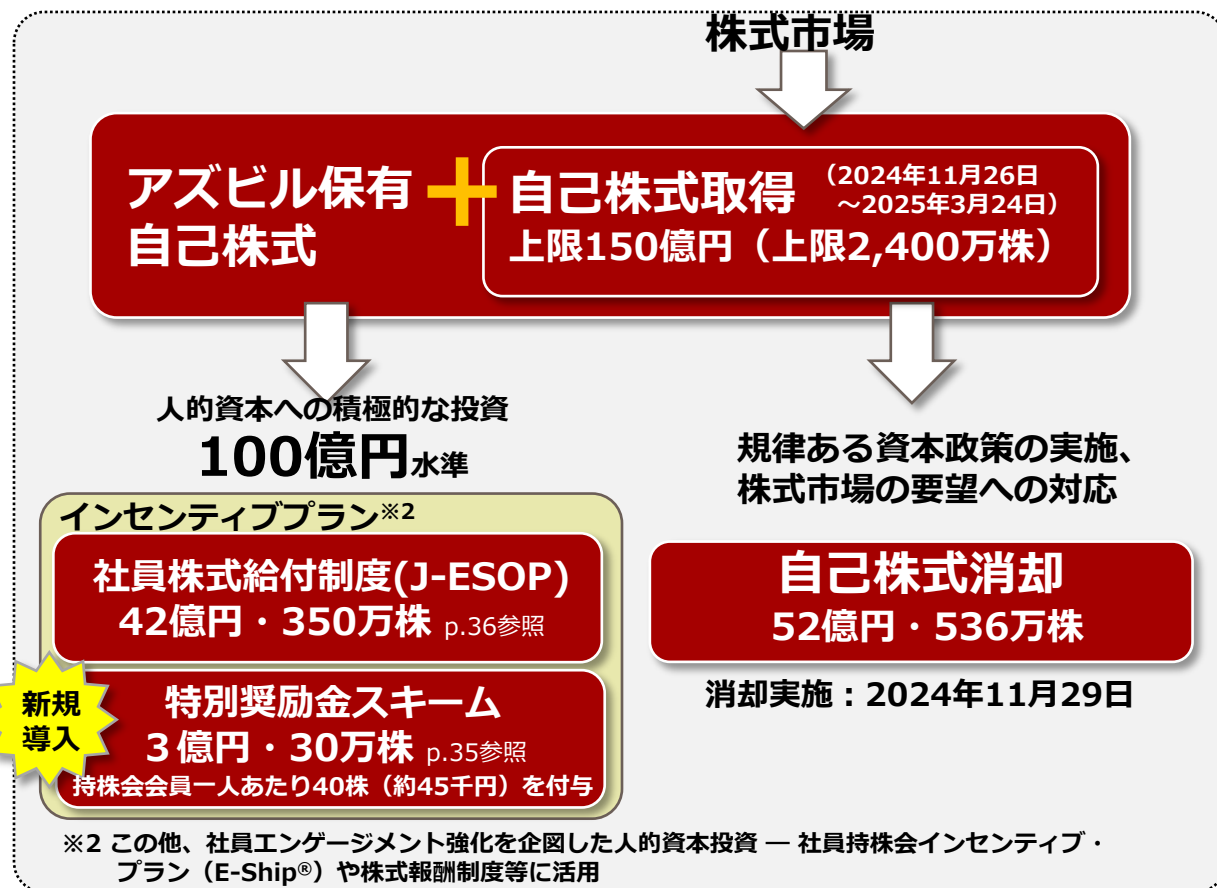 株式市場
アズビル保有
自己株式
＋
自己株式取得 （2024年11月26日
～2025年3月24日）
上限150億円（上限2,400万株）
人的資本への積極的な投資
100億円水準
規律ある資本政策の実施、
株式市場の要望への対応
インセンティブプラン※2
社員株式給付制度(J-ESOP)
42億円・350万株 p.36参照
新規
導入
特別奨励金スキーム
３億円・30万株 p.35参照
持株会会員一人あたり40株（約45千円）を付与
自己株式消却
52億円・536万株
消却実施：2024年11月29日
※2 この他、社員エンゲージメント強化を企図した人的資本投資 ― 社員持株会インセンティブ・
プラン（E-Ship®）や株式報酬制度等に活用